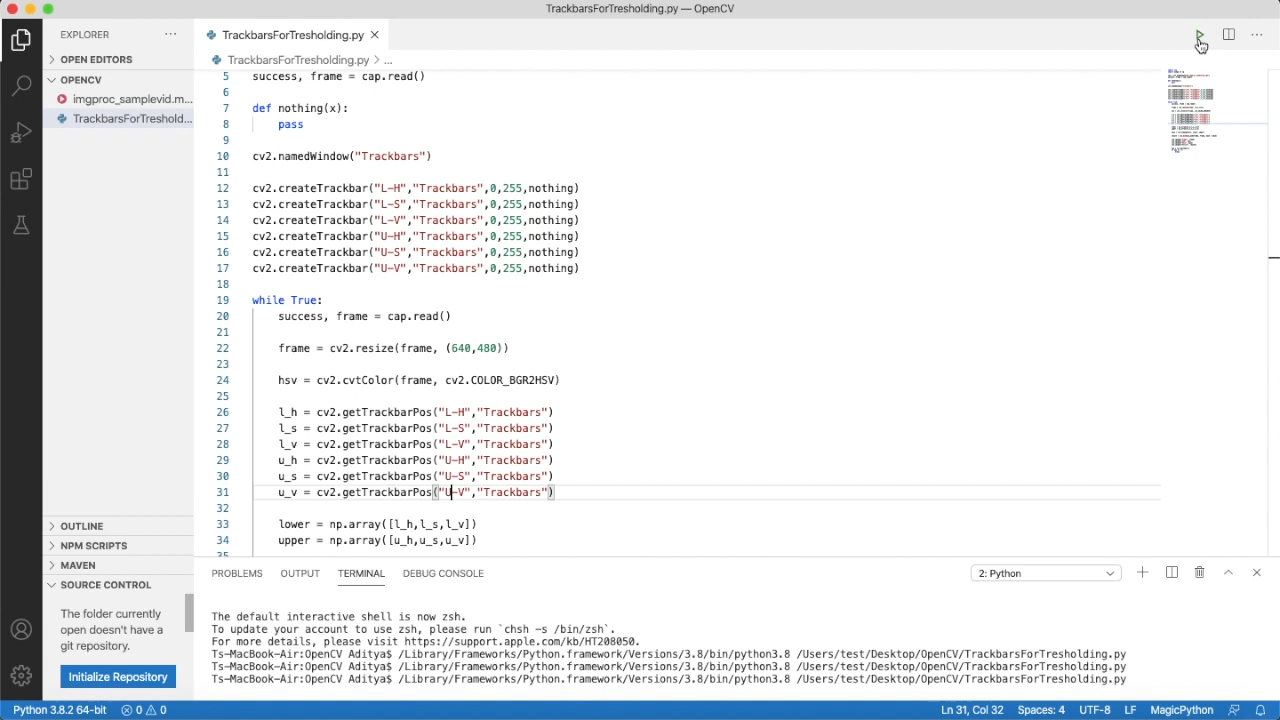 TrackbarsForTresholding.py — OpenCV
EXPLORER
TrackbarsForTresholding.py
OPEN EDITORS
TrackbarsForTresholding.py > ...
OPENCV
imgproc_samplevid.m...
TrackbarsForTreshold...
5 success, frame = cap.read()
6
7 def nothing(x):
8 pass
9
10 cv2.namedWindow("Trackbars")
11
12 cv2.createTrackbar("L-H","Trackbars",0,255,nothing)
13 cv2.createTrackbar("L-S","Trackbars",0,255,nothing)
14 cv2.createTrackbar("L-V","Trackbars",0,255,nothing)
15 cv2.createTrackbar("U-H","Trackbars",0,255,nothing)
16 cv2.createTrackbar("U-S","Trackbars",0,255,nothing)
17 cv2.createTrackbar("U-V","Trackbars",0,255,nothing)
18
19 while True:
20 success, frame = cap.read()
21
22 frame = cv2.resize(frame, (640,480))
23
24 hsv = cv2.cvtColor(frame, cv2.COLOR_BGR2HSV)
25
26 l_h = cv2.getTrackbarPos("L-H","Trackbars")
27 l_s = cv2.getTrackbarPos("L-S","Trackbars")
28 l_v = cv2.getTrackbarPos("L-V","Trackbars")
29 u_h = cv2.getTrackbarPos("U-H","Trackbars")
30 u_s = cv2.getTrackbarPos("U-S","Trackbars")
31 u_v = cv2.getTrackbarPos("U-V","Trackbars")
32
33 lower = np.array([l_h,l_s,l_v])
34 upper = np.array([u_h,u_s,u_v])
35
OUTLINE
NPM SCRIPTS
MAVEN
SOURCE CONTROL
The folder currently
open doesn't have a
git repository.
Initialize Repository
PROBLEMS OUTPUT TERMINAL DEBUG CONSOLE 2: Python
The default interactive shell is now zsh.
To update your account to use zsh, please run `chsh -s /bin/zsh`.
For more details, please visit https://support.apple.com/kb/HT208050.
Ts-MacBook-Air:OpenCV Aditya$ /Library/Frameworks/Python.framework/Versions/3.8/bin/python3.8 /Users/test/Desktop/OpenCV/TrackbarsForTresholding.py
Ts-MacBook-Air:OpenCV Aditya$ /Library/Frameworks/Python.framework/Versions/3.8/bin/python3.8 /Users/test/Desktop/OpenCV/TrackbarsForTresholding.py
Ts-MacBook-Air:OpenCV Aditya$ /Library/Frameworks/Python.framework/Versions/3.8/bin/python3.8 /Users/test/Desktop/OpenCV/TrackbarsForTresholding.py
Python 3.8.2 64-bit 0 0 Ln 31, Col 32 Spaces: 4 UTF-8 LF MagicPython